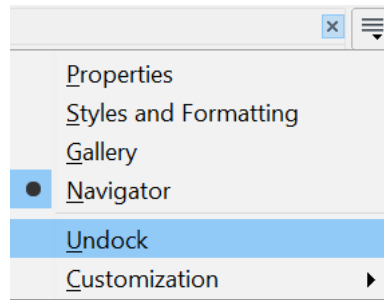 Properties
Styles and Formatting
Gallery
Navigator
Undock
Customization